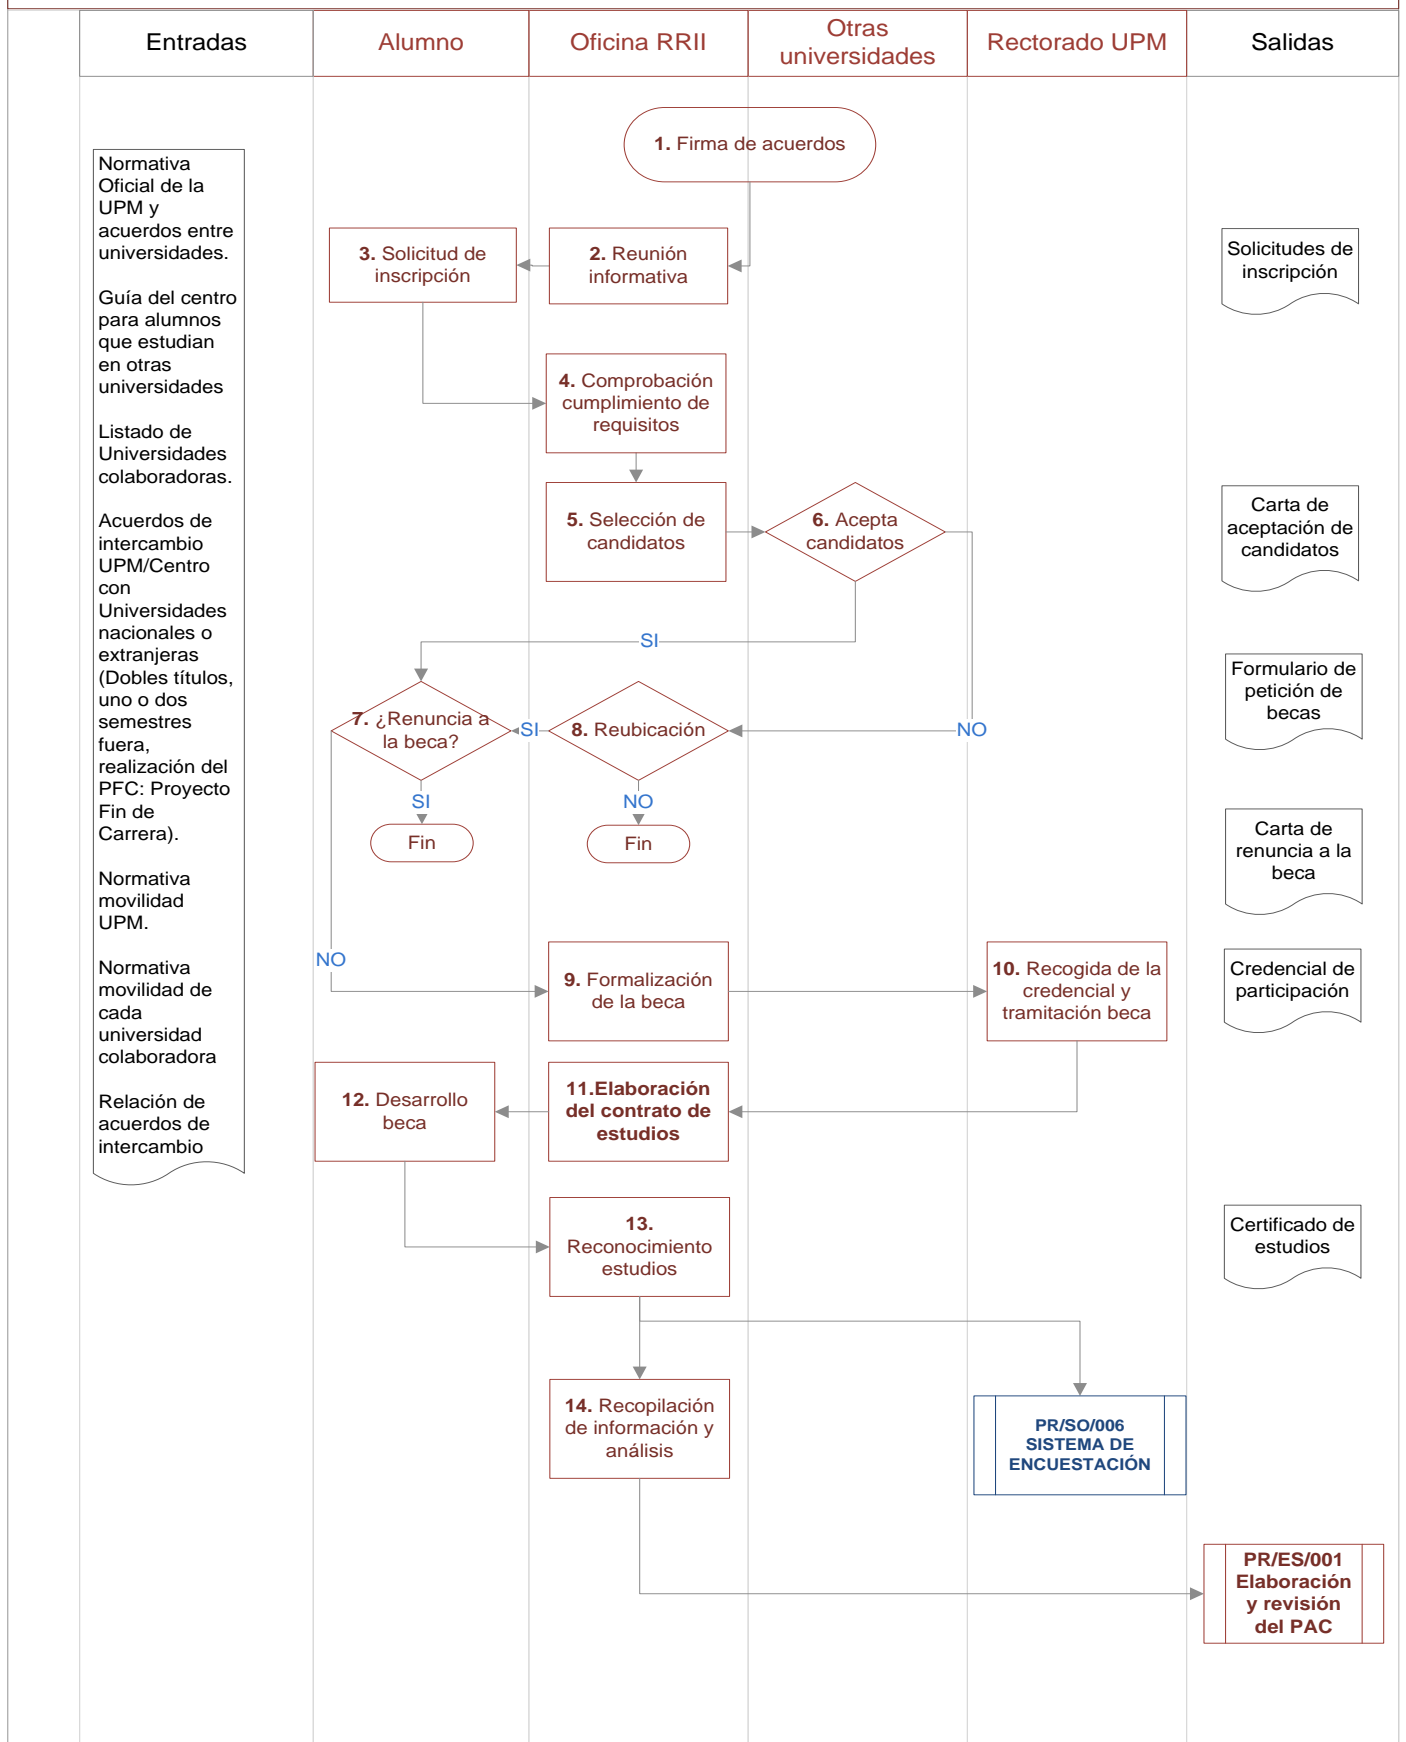 Entradas
Alumno
Oficina RRII
Otras
universidades
Rectorado UPM
Salidas
Normativa
Oficial de la
UPM y
acuerdos entre
universidades.
Guía del centro
para alumnos
que estudian
en otras
universidades
Listado de
Universidades
colaboradoras.
Acuerdos de
intercambio
UPM/Centro
con
Universidades
nacionales o
extranjeras
(Dobles títulos,
uno o dos
semestres
fuera,
realización del
PFC: Proyecto
Fin de
Carrera).
Normativa
movilidad
UPM.
Normativa
movilidad de
cada
universidad
colaboradora
Relación de
acuerdos de
intercambio
1. Firma de acuerdos
2. Reunión
informativa
3. Solicitud de
inscripción
Solicitudes de
inscripción
4. Comprobación
cumplimiento de
requisitos
5. Selección de
candidatos
6. Acepta
candidatos
Carta de
aceptación de
candidatos
SI
NO
7. ¿Renuncia a
la beca?
SI
8. Reubicación
Formulario de
petición de
becas
SI
NO
Fin
Fin
Carta de
renuncia a la
beca
NO
9. Formalización
de la beca
10. Recogida de la
credencial y
tramitación beca
Credencial de
participación
11.Elaboración
del contrato de
estudios
12. Desarrollo
beca
13.
Reconocimiento
estudios
Certificado de
estudios
14. Recopilación
de información y
análisis
PR/SO/006
SISTEMA DE
ENCUESTACIÓN
PR/ES/001
Elaboración
y revisión
del PAC